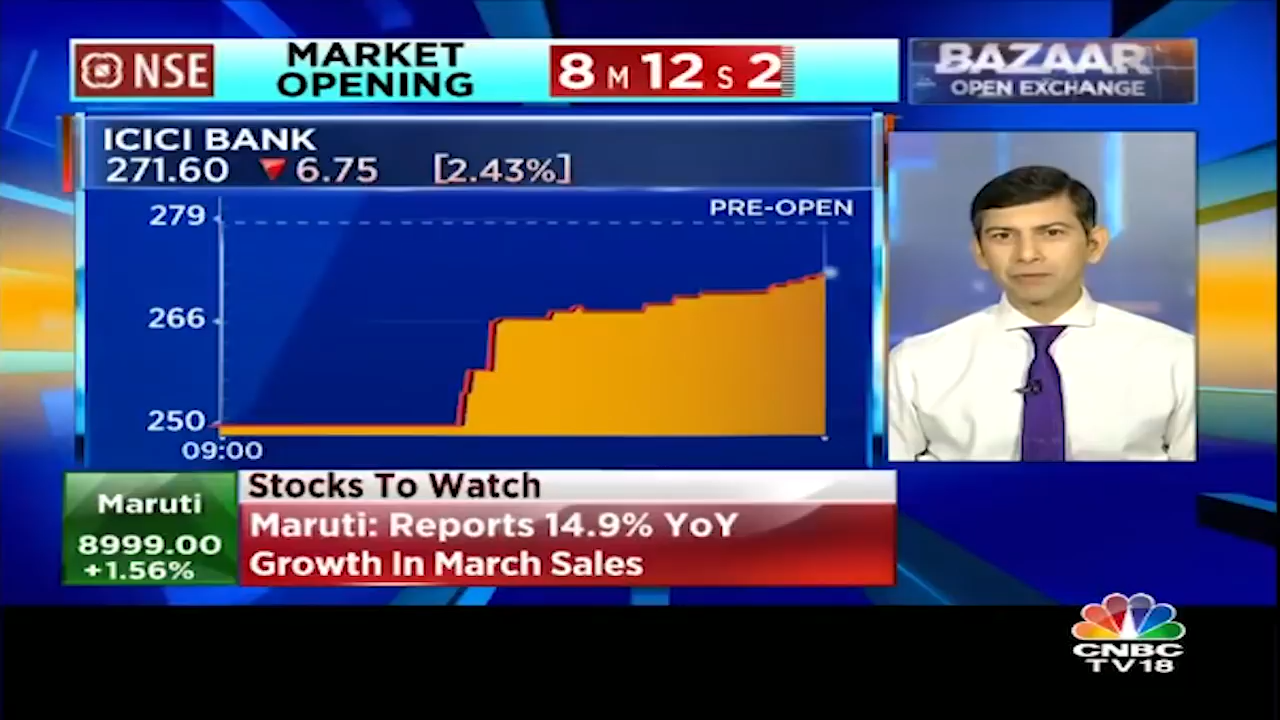 NSE
MARKET
OPENING
8 M 12 S 2
BAZAAR
OPEN EXCHANGE
ICICI BANK
271.60 ▼ 6.75 [2.43%]
PRE-OPEN
279
266
250
09:00
Maruti
8999.00
+1.56%
Stocks To Watch
Maruti: Reports 14.9% YoY
Growth In March Sales
CNBC
TV18